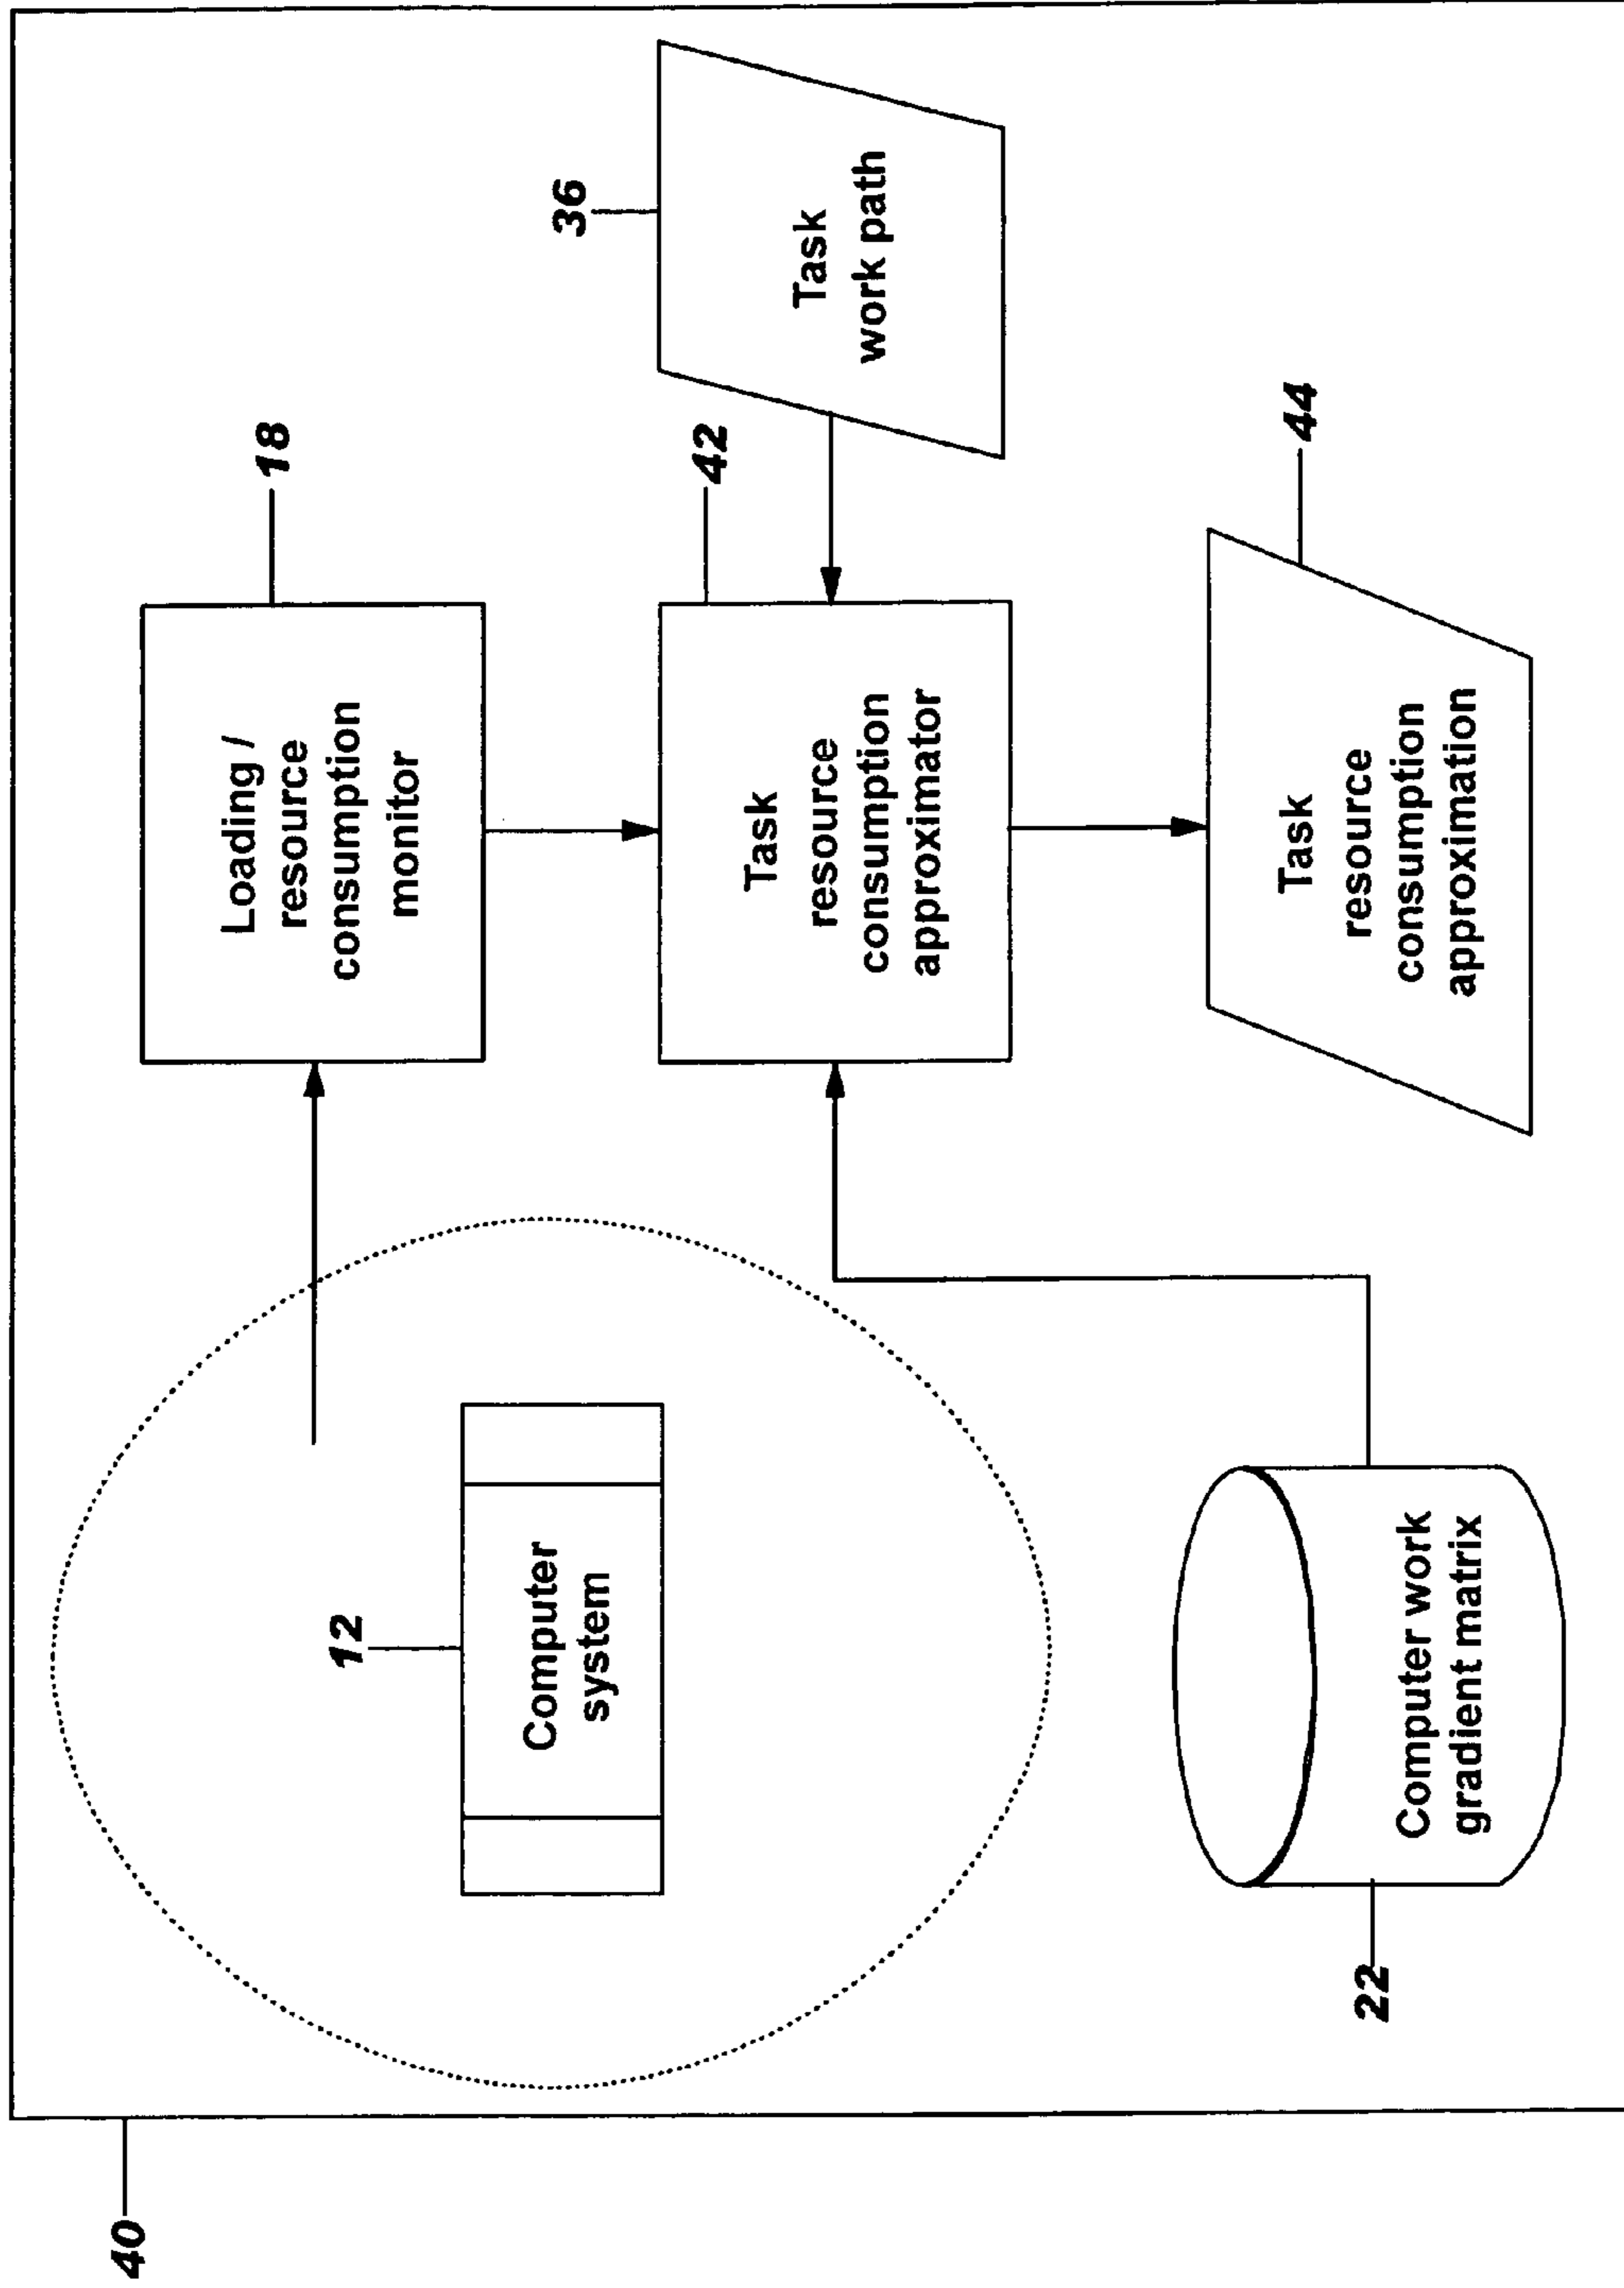 40
12
Computer
system
18
Loading /
resource
consumption
monitor
42
Task
resource
consumption
approximator
36
Task
work path
22
Computer work
gradient matrix
44
Task
resource
consumption
approximation